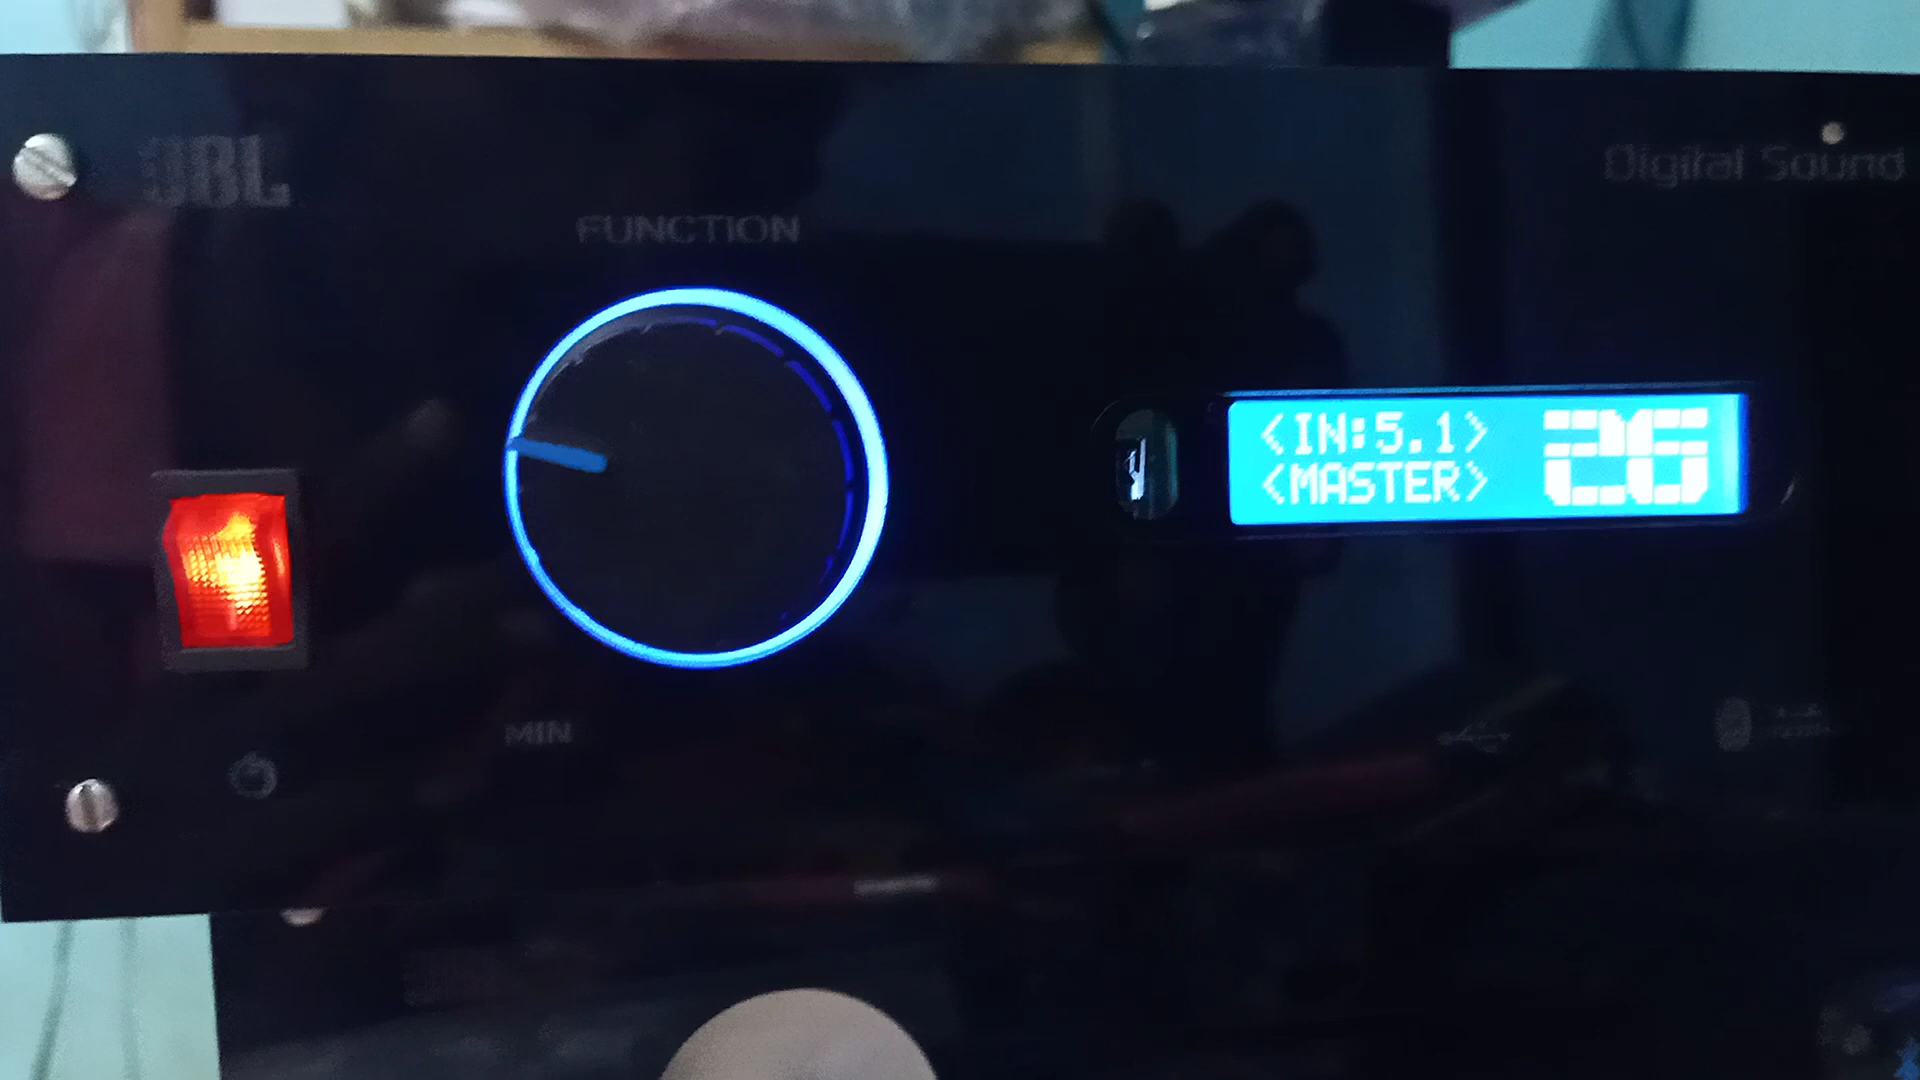 JBL
Digital Sound
FUNCTION
<IN:5.1>
<MASTER>
26
MIN